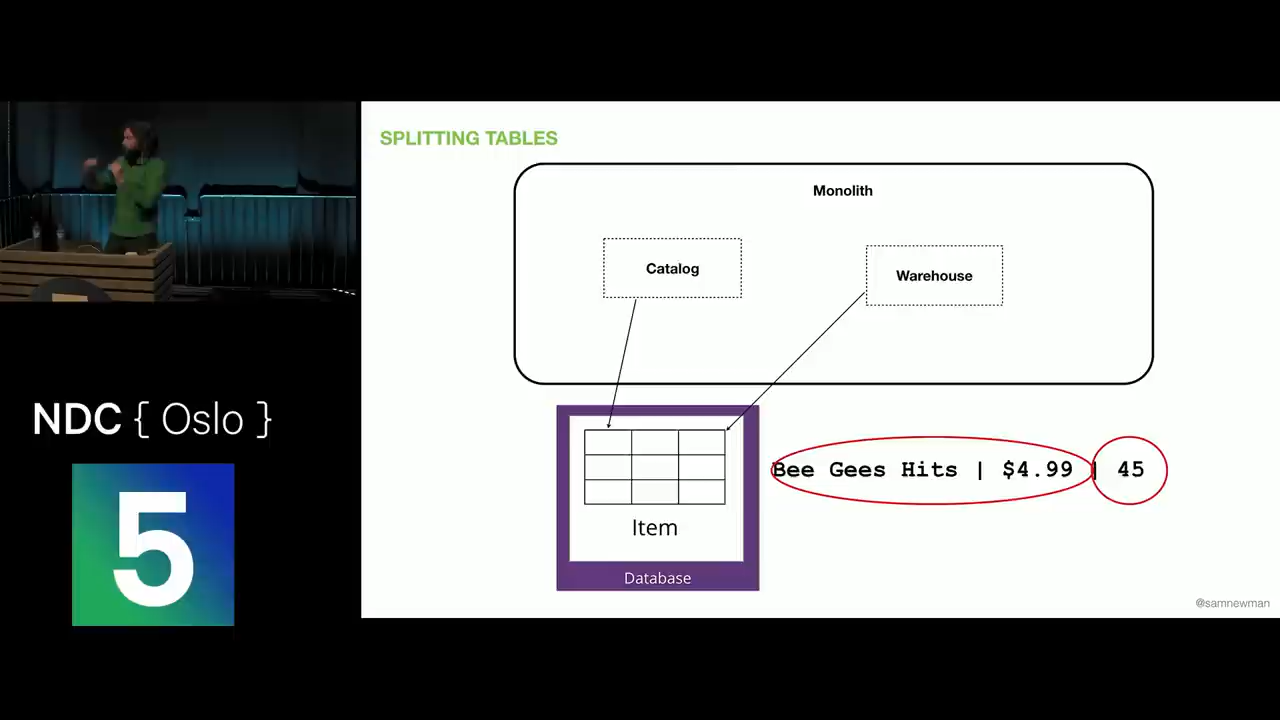 SPLITTING TABLES
Monolith
Catalog
Warehouse
Bee Gees Hits | $4.99 | 45
Item
Database
@samnewman
NDC { Oslo }
5